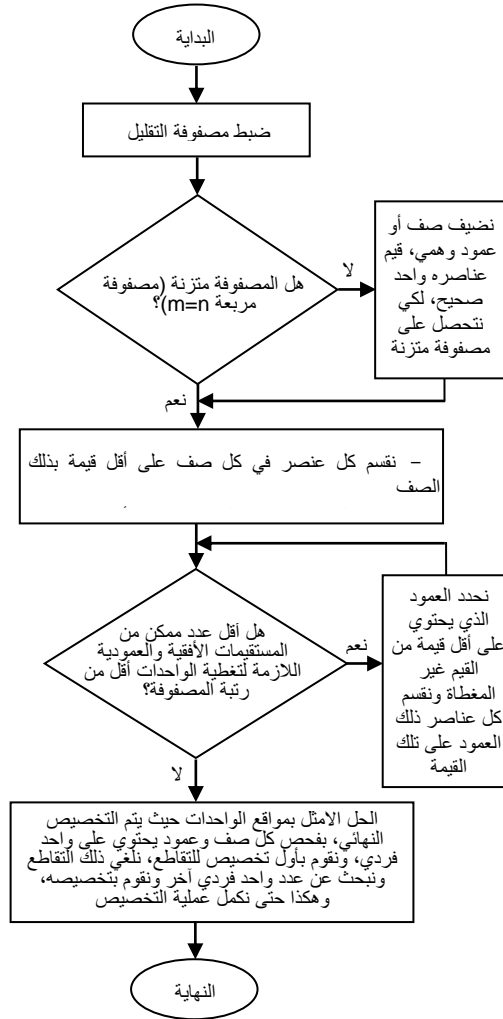 البداية
ضبط مصفوفة التقليل
هل المصفوفة متزنة (مصفوفة
مربعة m=n)؟
لا
نضيف صف أو
عمود وهمي، قيم
عناصره واحد
صحيح، لكي
نتحصل على
مصفوفة متزنة
نعم
– نقسم كل عنصر في كل صف على أقل قيمة بذلك
الصف
هل أقل عدد ممكن من
المستقيمات الأفقية والعمودية
اللازمة لتغطية الواحدات أقل من
رتبة المصفوفة؟
نعم
نحدد العمود
الذي يحتوي
على أقل قيمة من
القيم غير
المغطاة ونقسم
كل عناصر ذلك
العمود على تلك
القيمة
لا
الحل الامثل بمواقع الواحدات حيث يتم التخصيص
النهائي، بفحص كل صف وعمود يحتوي على واحد
فردي، ونقوم بأول تخصيص للتقاطع، نلغي ذلك التقاطع
ونبحث عن عدد واحد فردي آخر ونقوم بتخصيصه،
وهكذا حتى نكمل عملية التخصيص
النهاية